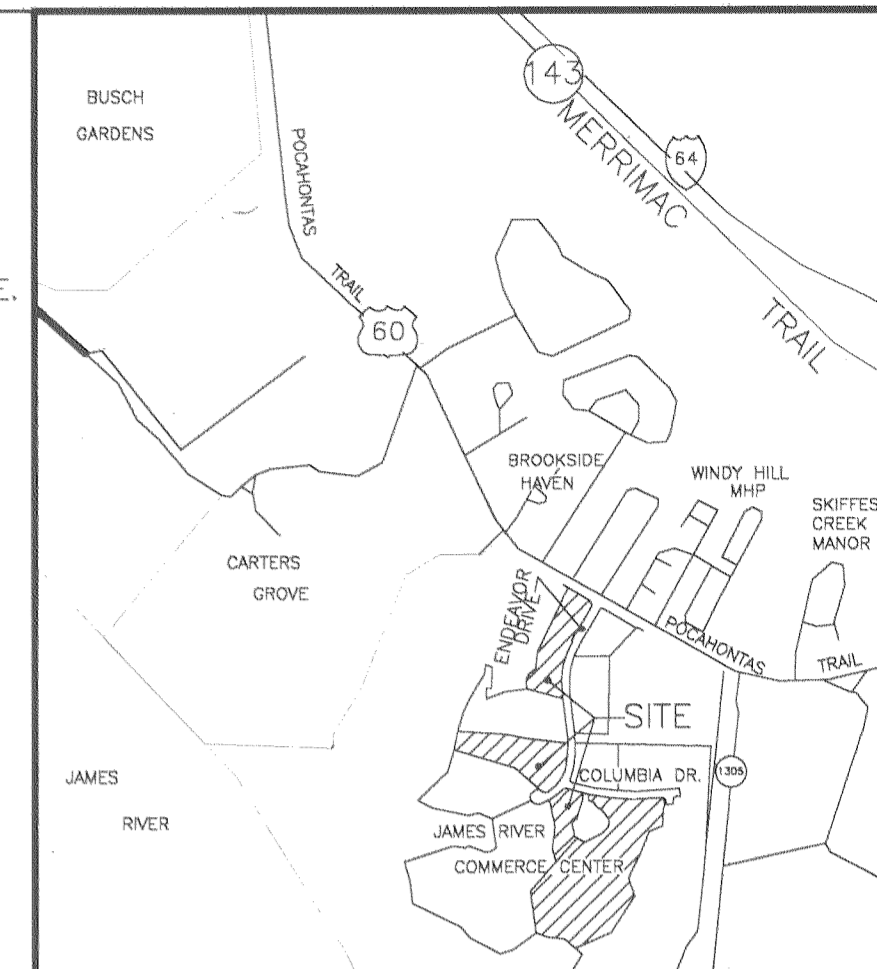 143
BUSCH
GARDENS
MERRIMAC
64
POCAHONTAS
TRAIL
E.
60
TRAIL
BROOKSIDE
HAVEN
WINDY HILL
MHP
SKIFFES
CREEK
MANOR
CARTERS
GROVE
ENDEAVOR
DRIVE
POCAHONTAS
TRAIL
SITE
JAMES
RIVER
COLUMBIA DR.
1305
JAMES RIVER
COMMERCE CENTER